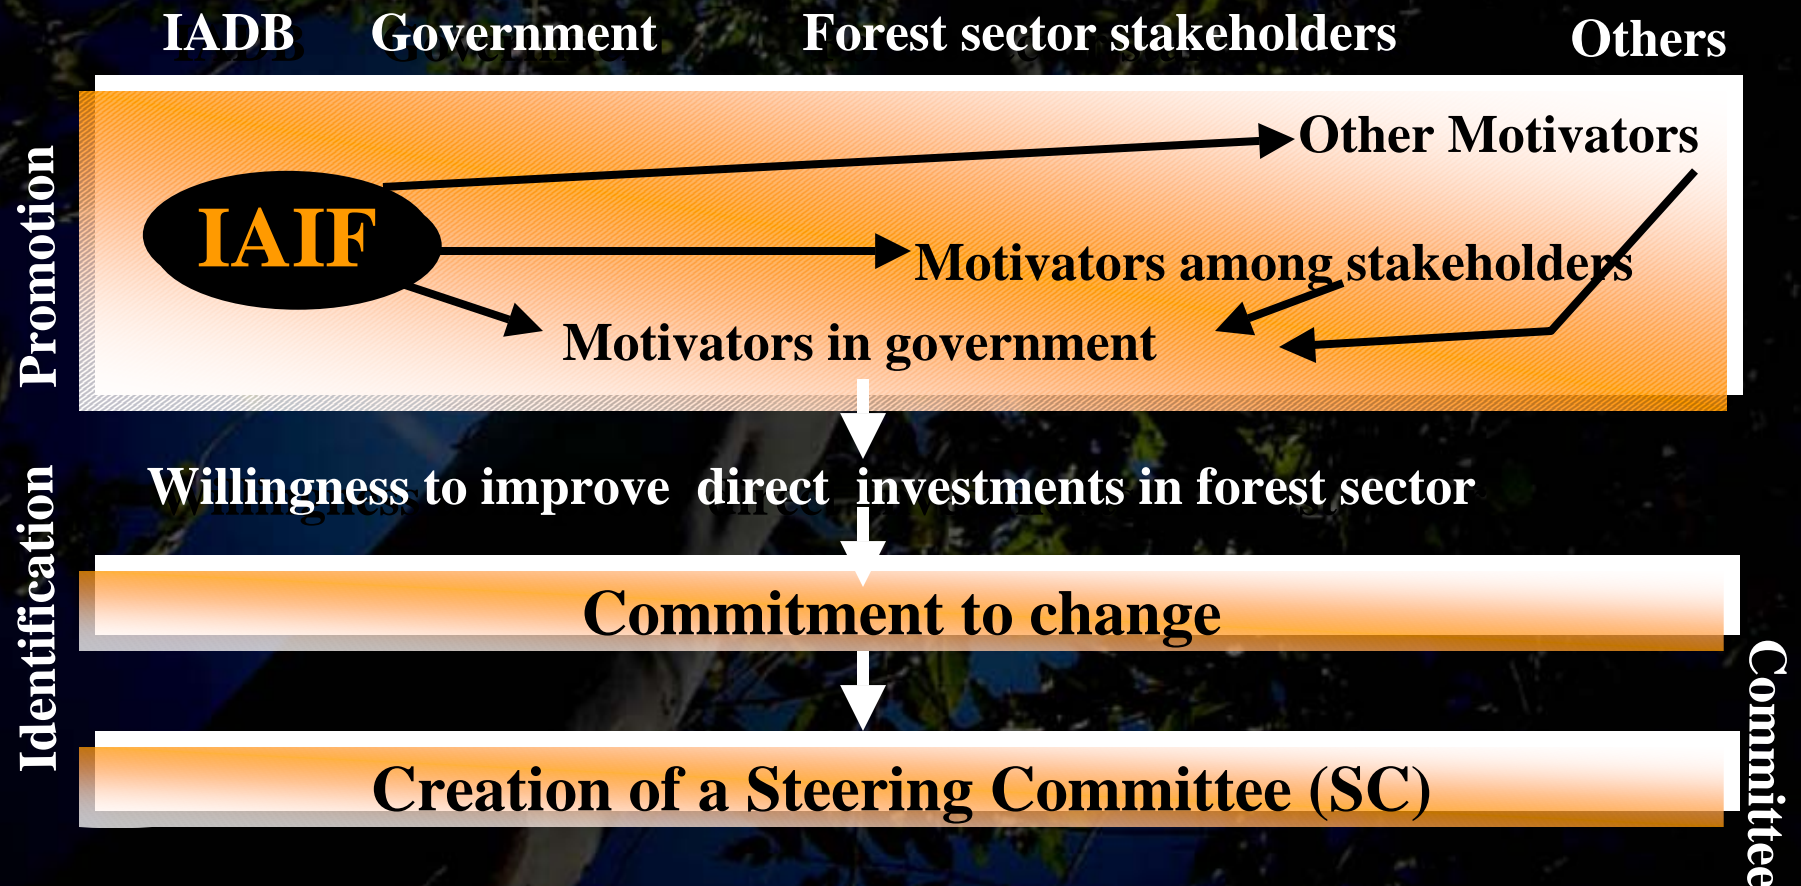 IADB Government Forest sector stakeholders Others
Promotion
Other Motivators
IAIF
Motivators among stakeholders
Motivators in government
Identification
Willingness to improve direct investments in forest sector
Commitment to change
Committee
Creation of a Steering Committee (SC)